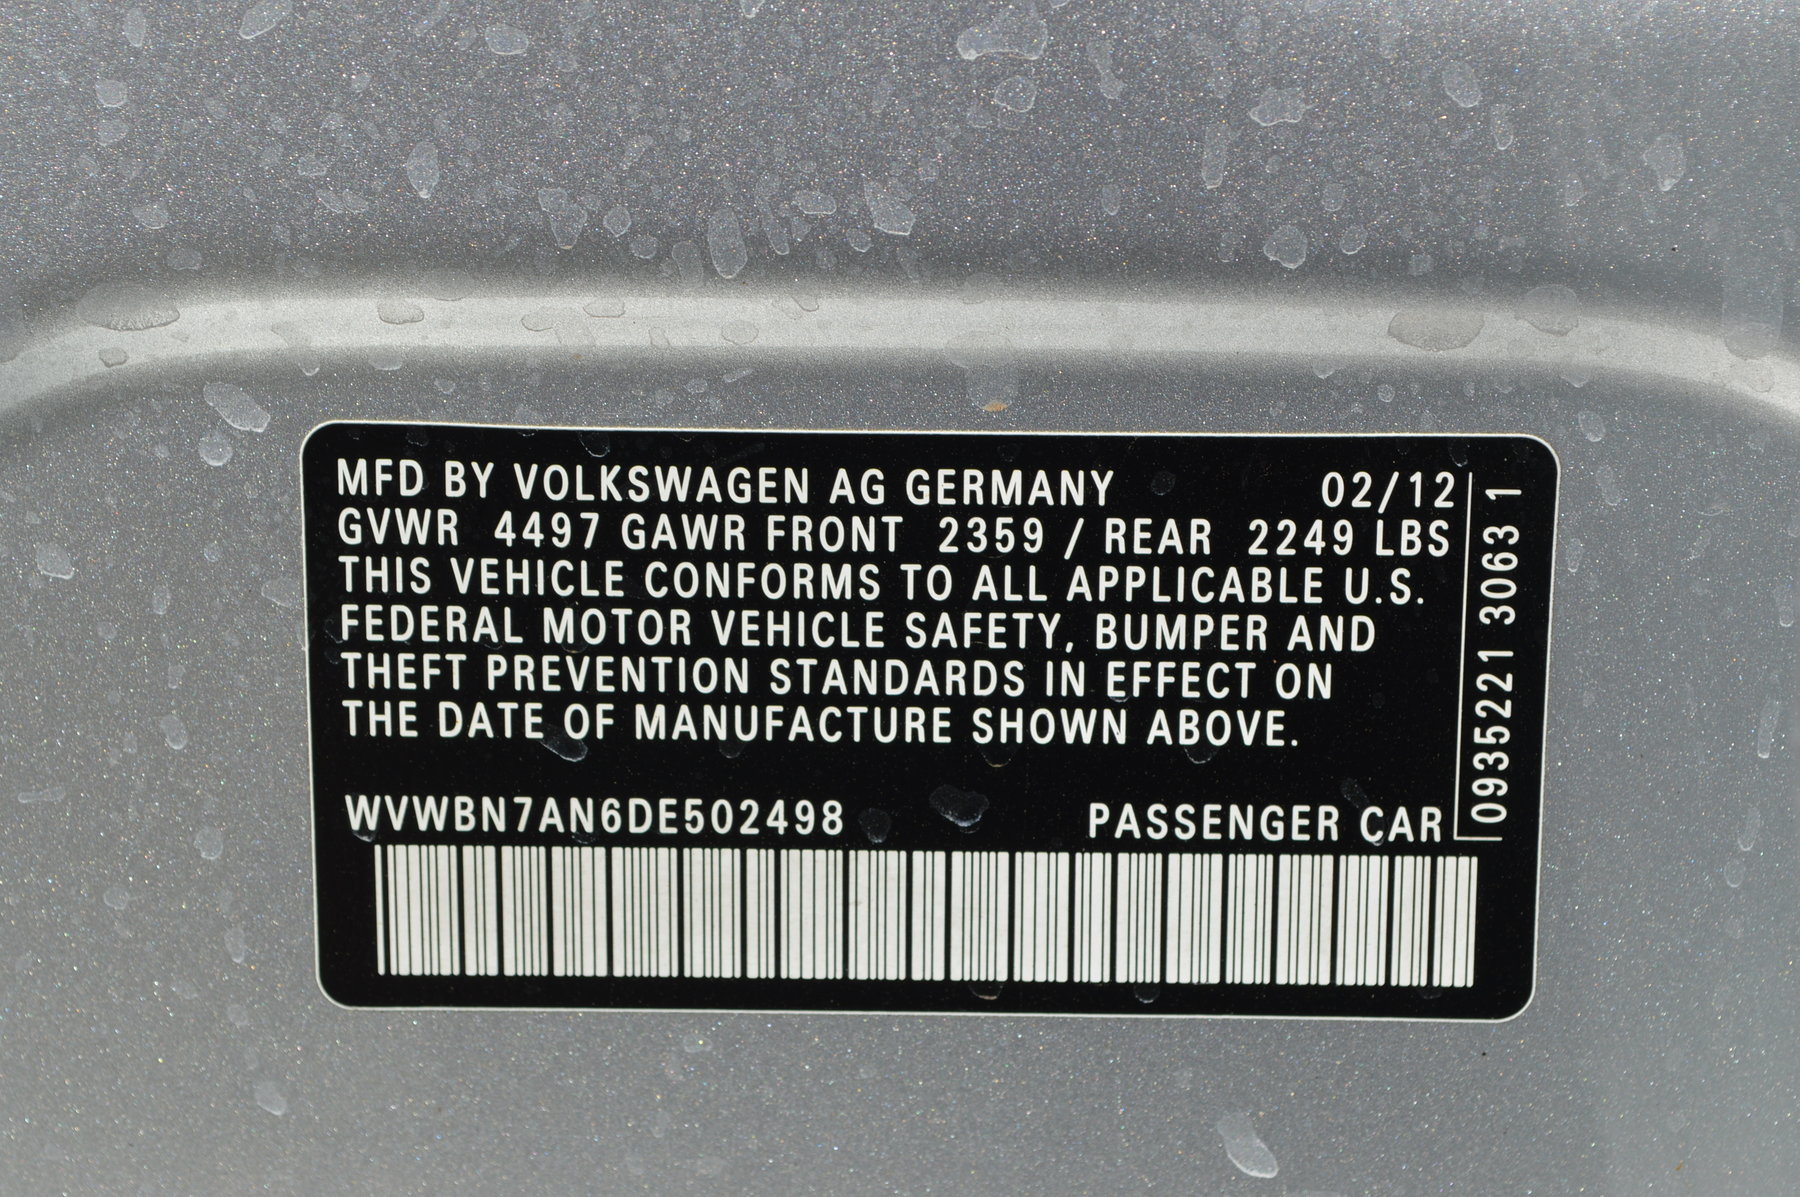 MFD BY VOLKSWAGEN AG GERMANY 02/12
GVWR 4497 GAWR FRONT 2359 / REAR 2249 LBS
THIS VEHICLE CONFORMS TO ALL APPLICABLE U.S.
FEDERAL MOTOR VEHICLE SAFETY, BUMPER AND
THEFT PREVENTION STANDARDS IN EFFECT ON
THE DATE OF MANUFACTURE SHOWN ABOVE.
WVWBN7AN6DE502498 PASSENGER CAR
0935221 3063 1